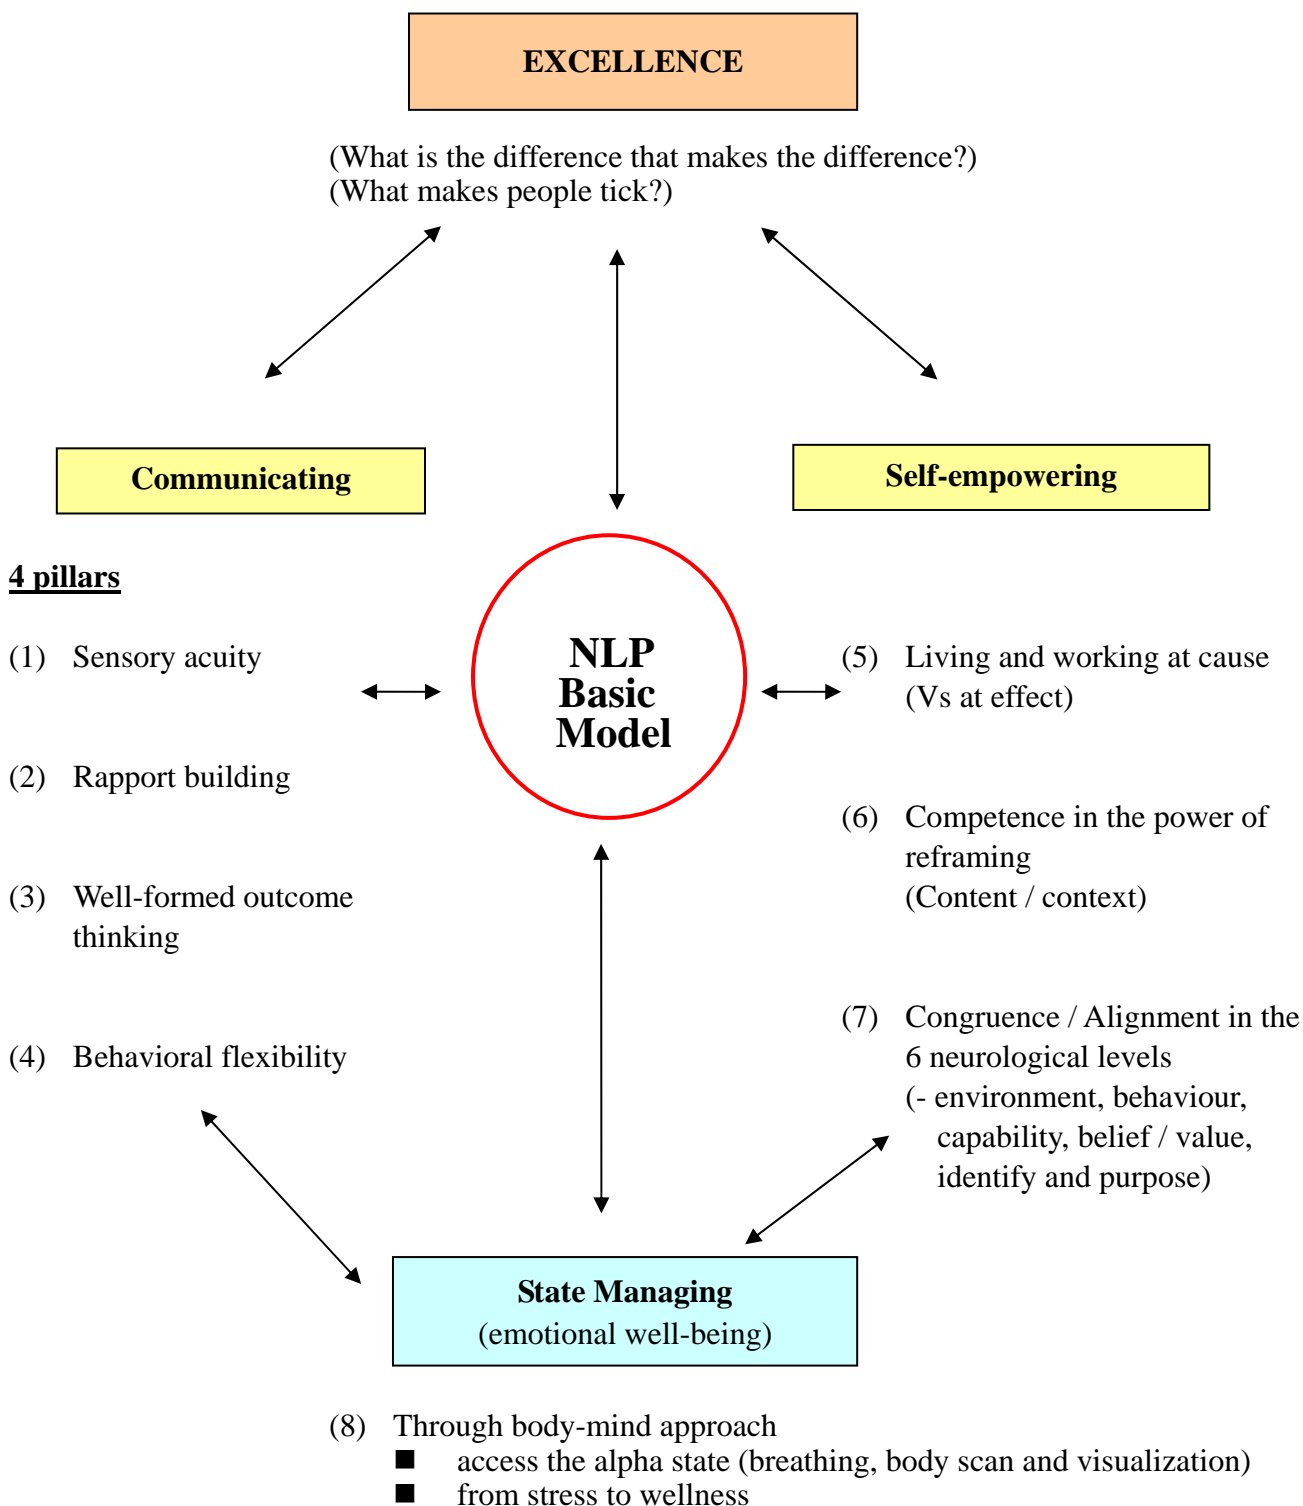 EXCELLENCE
(What is the difference that makes the difference?)
(What makes people tick?)
Communicating
Self-empowering
4 pillars
(1) Sensory acuity
(2) Rapport building
(3) Well-formed outcome
thinking
(4) Behavioral flexibility
NLP
Basic
Model
(5) Living and working at cause
(Vs at effect)
(6) Competence in the power of
reframing
(Content / context)
(7) Congruence / Alignment in the
6 neurological levels
(- environment, behaviour,
capability, belief / value,
identify and purpose)
State Managing
(emotional well-being)
(8) Through body-mind approach
■ access the alpha state (breathing, body scan and visualization)
■ from stress to wellness